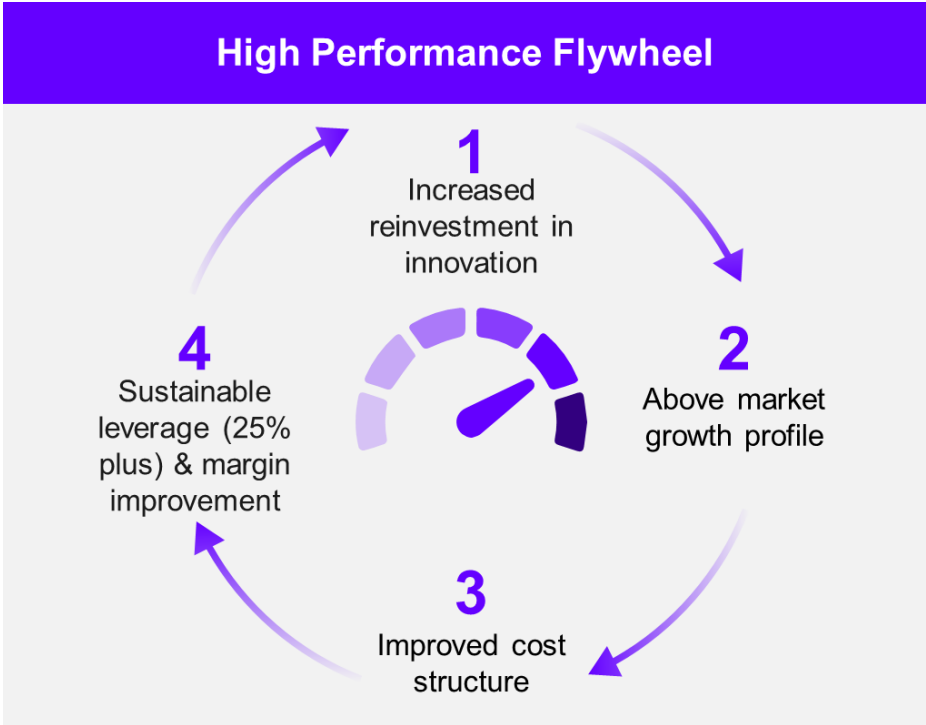 High Performance Flywheel
1
Increased
reinvestment in
innovation
2
Above market
growth profile
3
Improved cost
structure
4
Sustainable
leverage (25%
plus) & margin
improvement